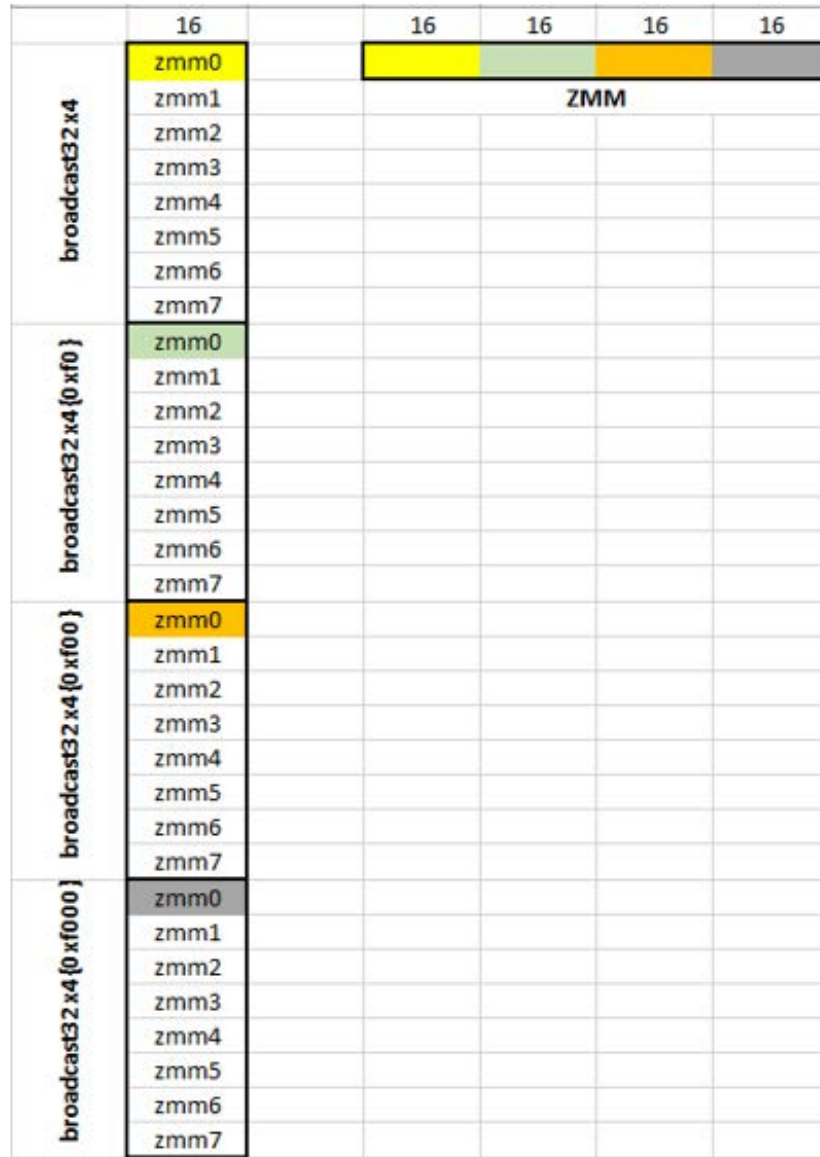 16 16 16 16 16
broadcast32x4
zmm0
zmm1 ZMM
zmm2
zmm3
zmm4
zmm5
zmm6
zmm7
broadcast32x4{0xf0}
zmm0
zmm1
zmm2
zmm3
zmm4
zmm5
zmm6
zmm7
broadcast32x4{0xf00}
zmm0
zmm1
zmm2
zmm3
zmm4
zmm5
zmm6
zmm7
broadcast32x4{0xf000}
zmm0
zmm1
zmm2
zmm3
zmm4
zmm5
zmm6
zmm7